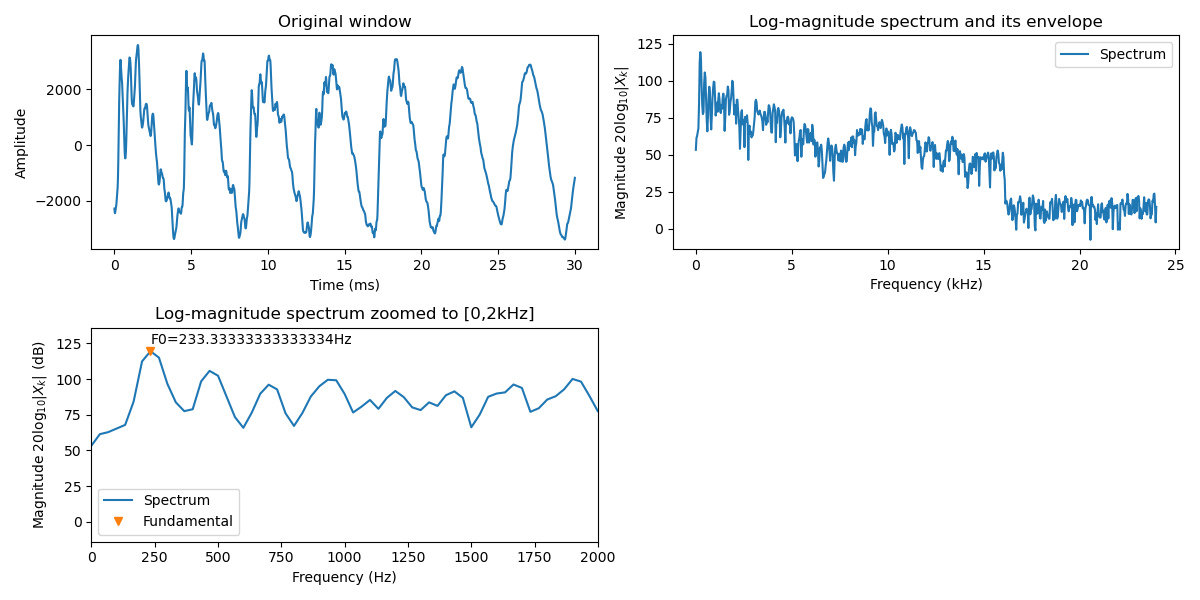 Original window
Amplitude
2000
0
−2000
0 5 10 15 20 25 30
Time (ms)
Log-magnitude spectrum and its envelope
Magnitude 20log₁₀|Xₖ|
125
100
75
50
25
0
Spectrum
0 5 10 15 20 25
Frequency (kHz)
Log-magnitude spectrum zoomed to [0,2kHz]
Magnitude 20log₁₀|Xₖ| (dB)
125
100
75
50
25
0
F0=233.33333333333334Hz
Spectrum
Fundamental
0 250 500 750 1000 1250 1500 1750 2000
Frequency (Hz)